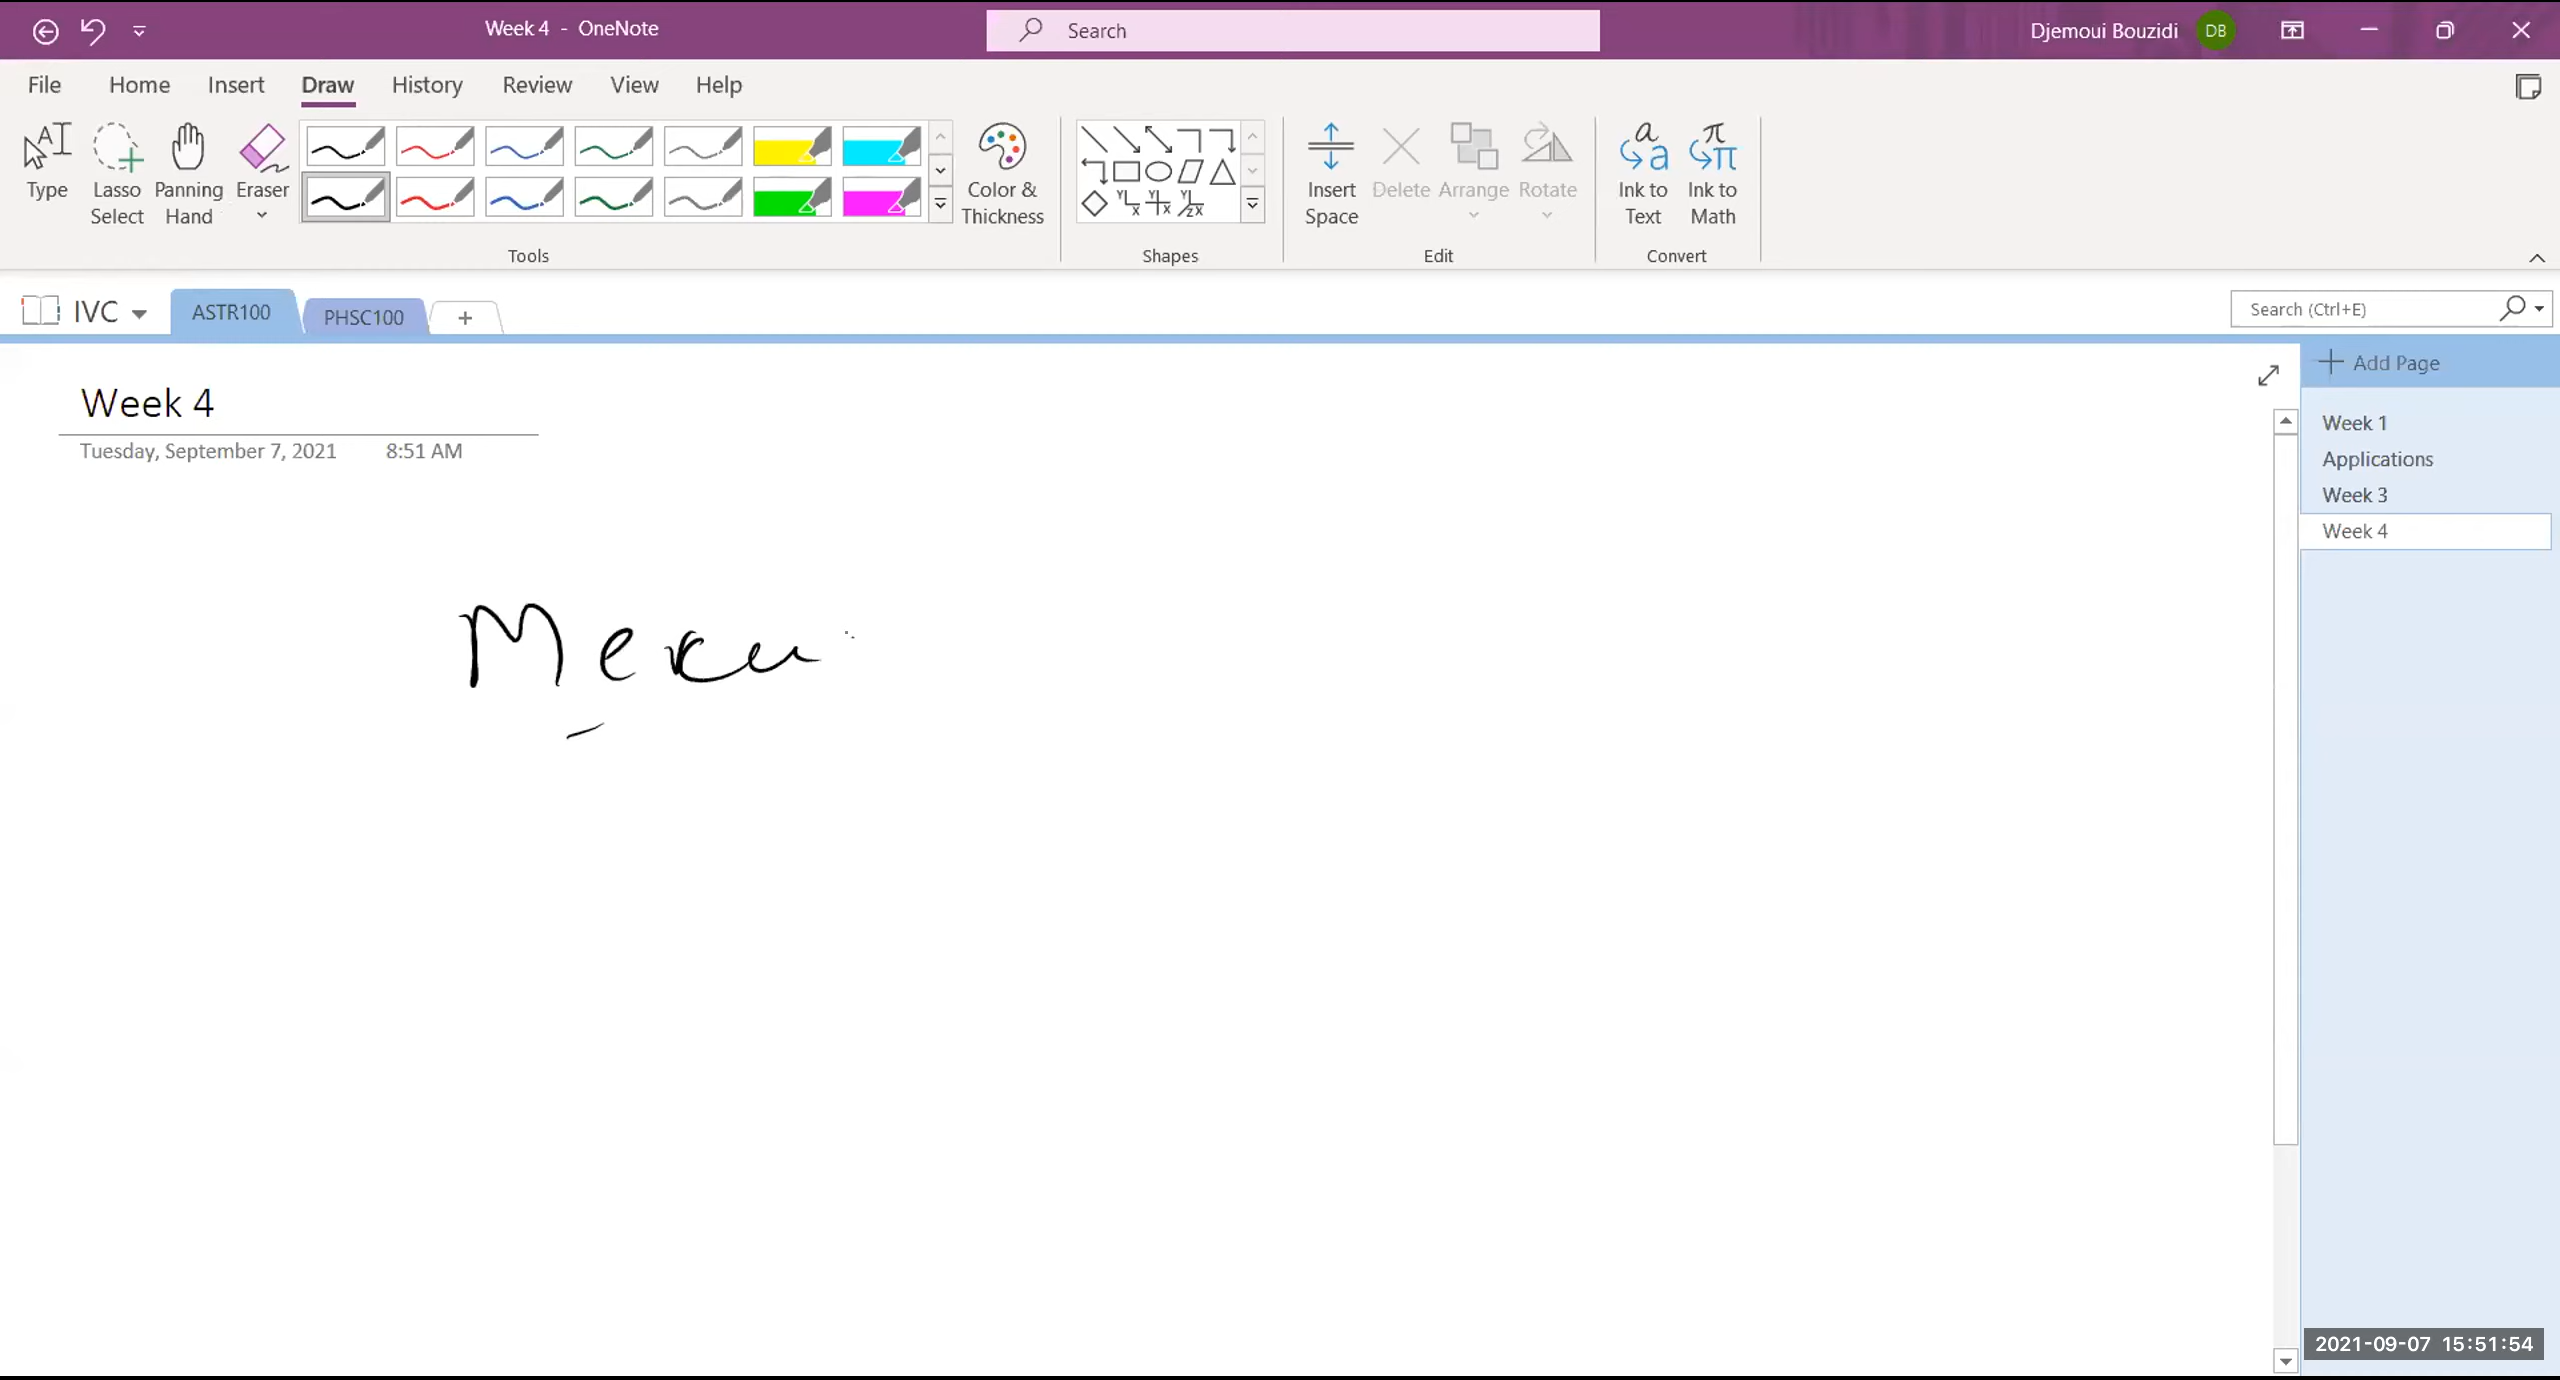 Week 4 - OneNote
Search
Djemoui Bouzidi DB
File Home Insert Draw History Review View Help
Type
Lasso Select
Panning Hand
Eraser
Color & Thickness
Insert Space
Delete
Arrange
Rotate
Ink to Text
Ink to Math
Tools Shapes Edit Convert
IVC ASTR100 PHSC100 +
Search (Ctrl+E)
Add Page
Week 4
Tuesday, September 7, 2021 8:51 AM
Week 1
Applications
Week 3
Week 4
Mercu
2021-09-07 15:51:54